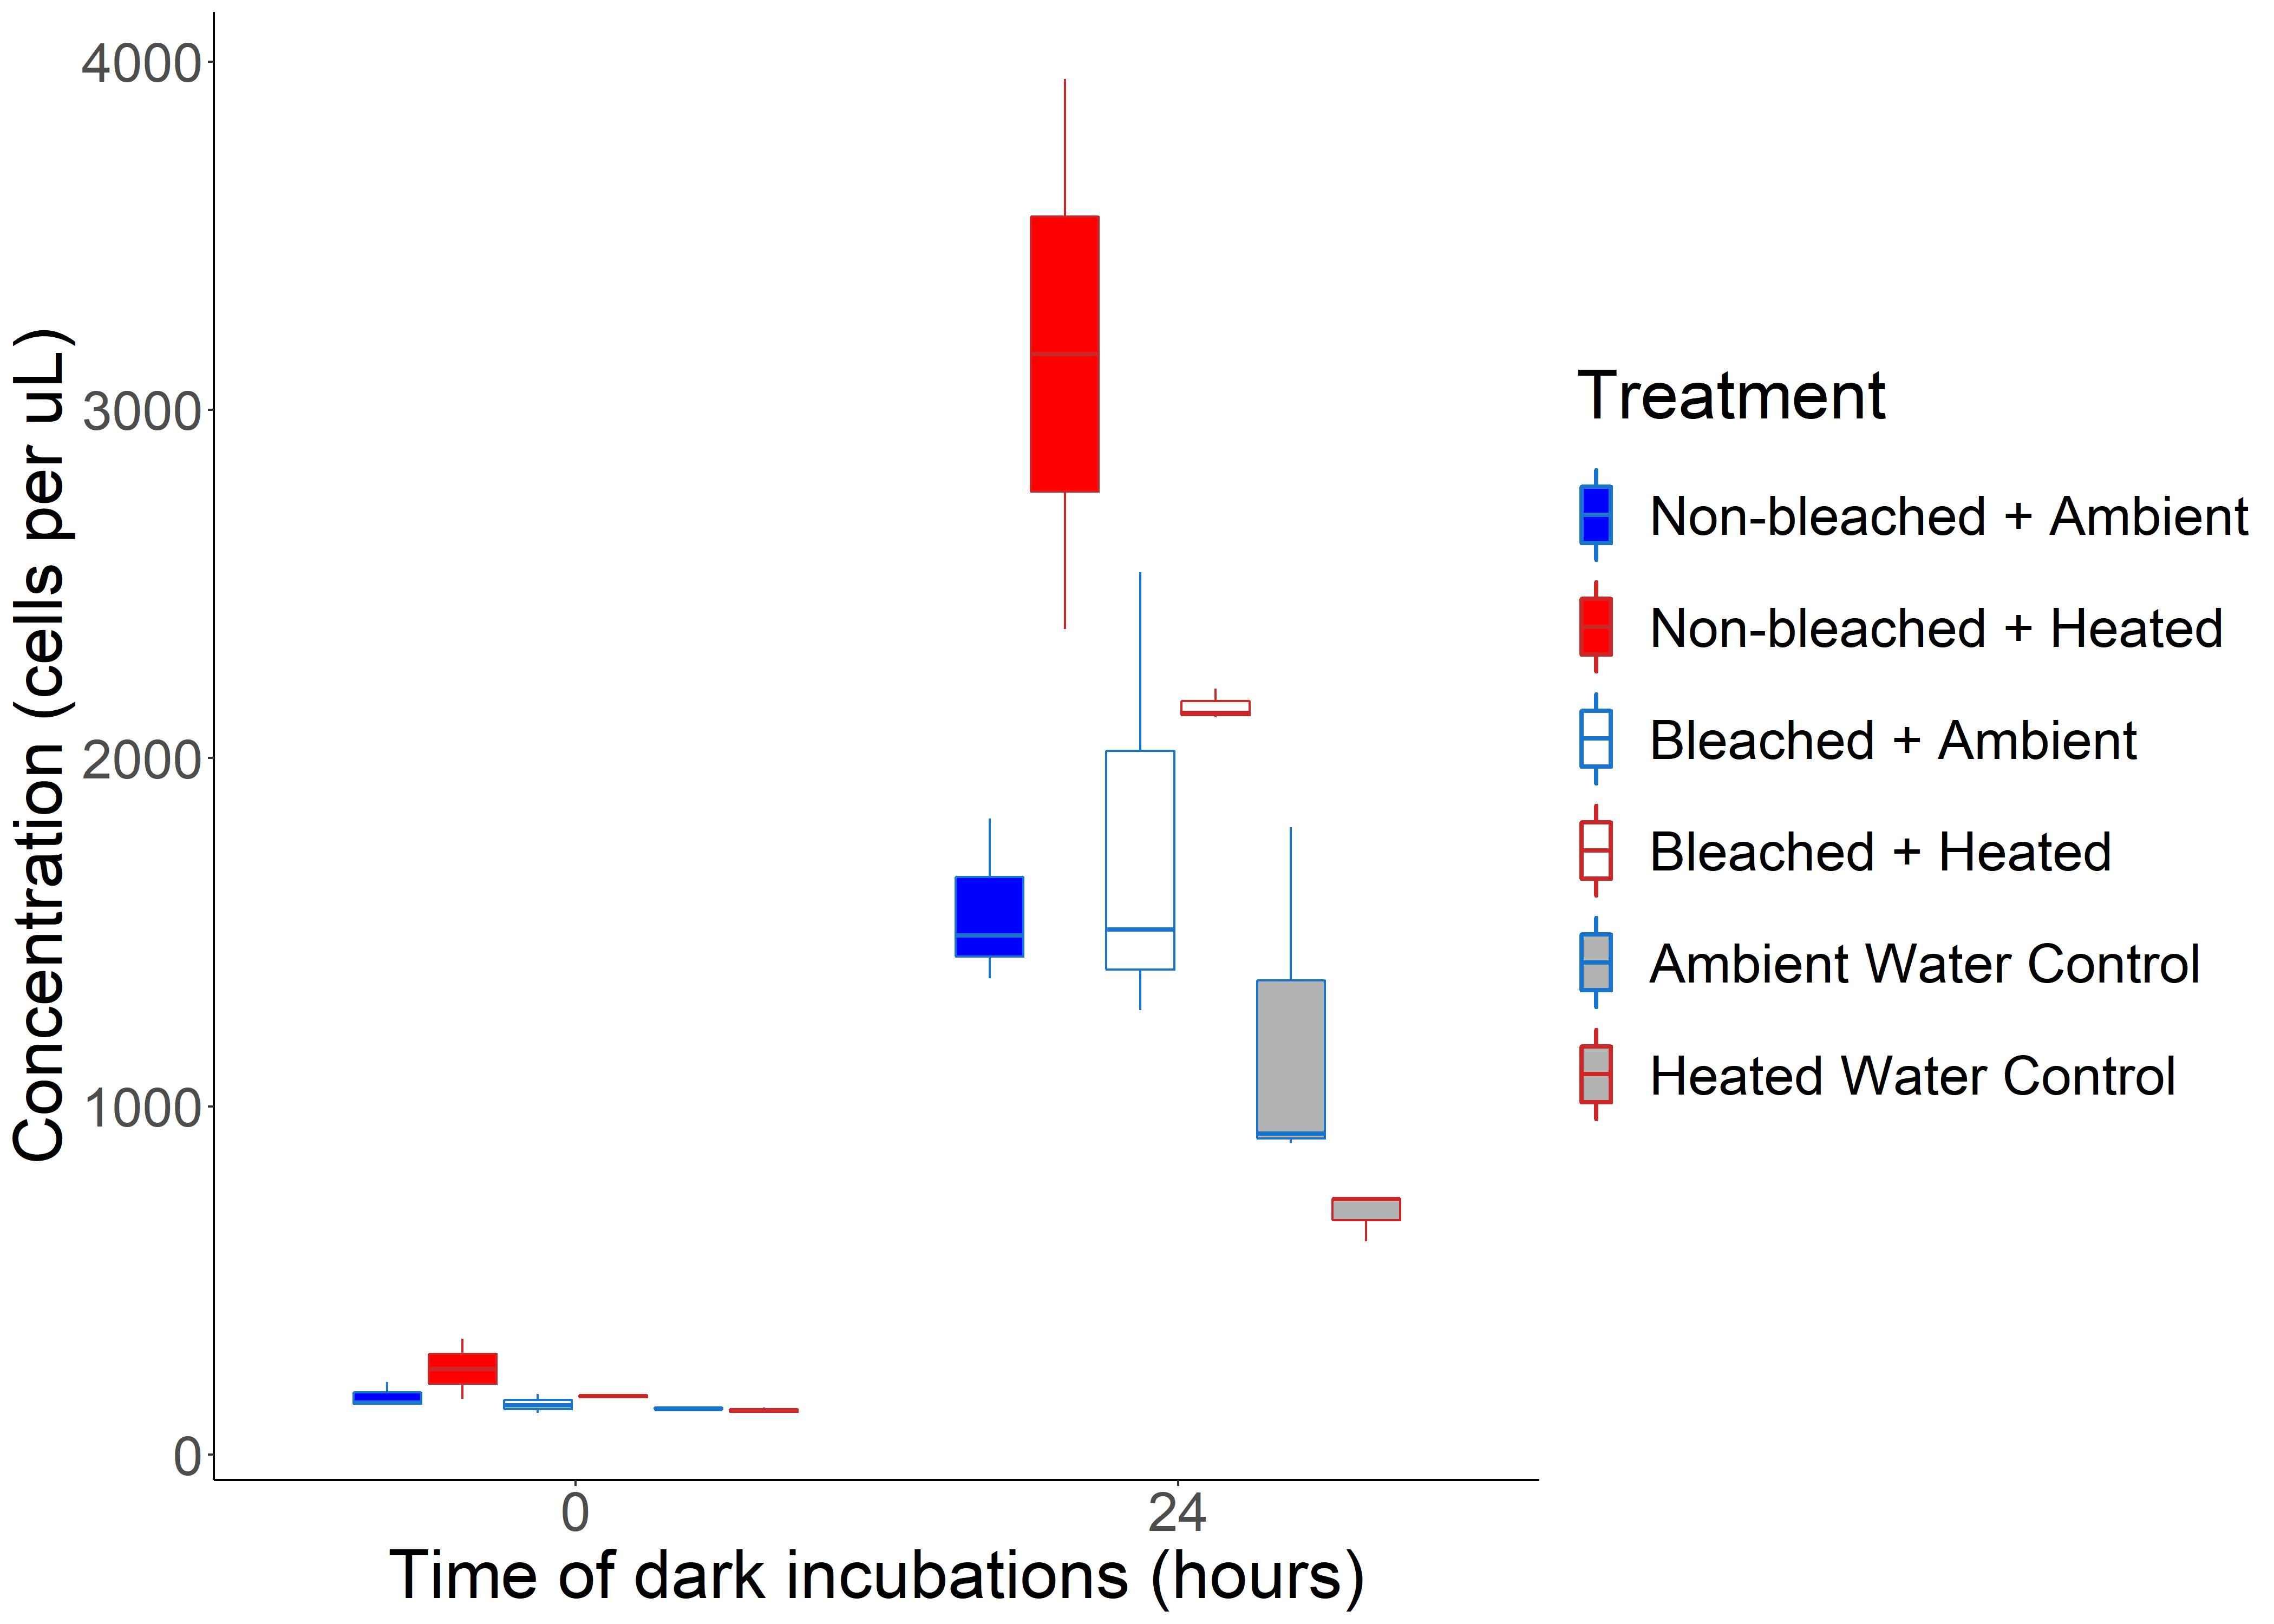 Concentration (cells per uL)
4000
3000
2000
1000
0
0
24
Time of dark incubations (hours)
Treatment
Non-bleached + Ambient
Non-bleached + Heated
Bleached + Ambient
Bleached + Heated
Ambient Water Control
Heated Water Control